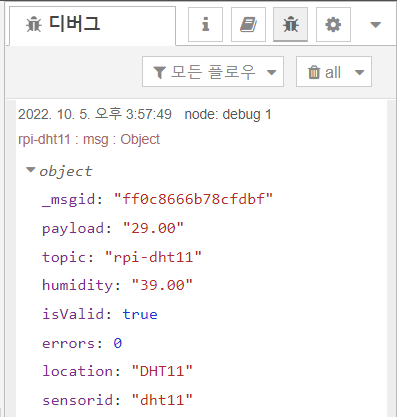 디버그
모든 플로우
all
2022. 10. 5. 오후 3:57:49 node: debug 1
rpi-dht11 : msg : Object
object
_msgid: "ff0c8666b78cfdbf"
payload: "29.00"
topic: "rpi-dht11"
humidity: "39.00"
isValid: true
errors: 0
location: "DHT11"
sensorid: "dht11"